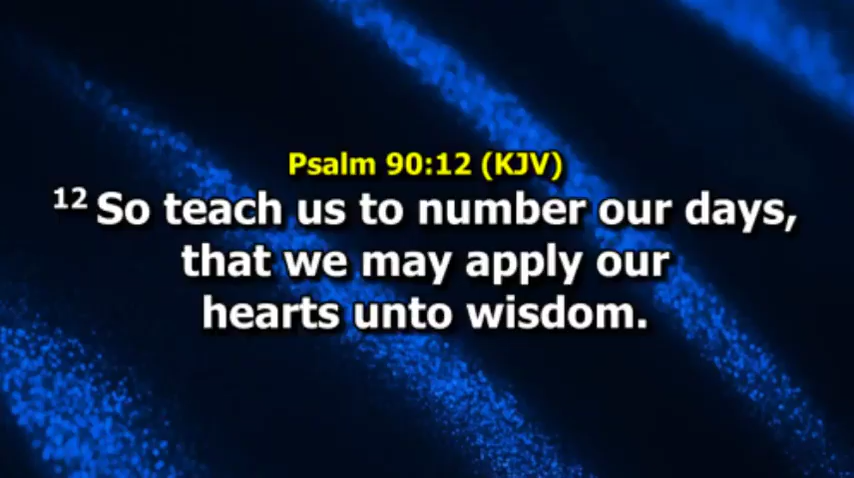 Psalm 90:12 (KJV)
12 So teach us to number our days,
that we may apply our
hearts unto wisdom.